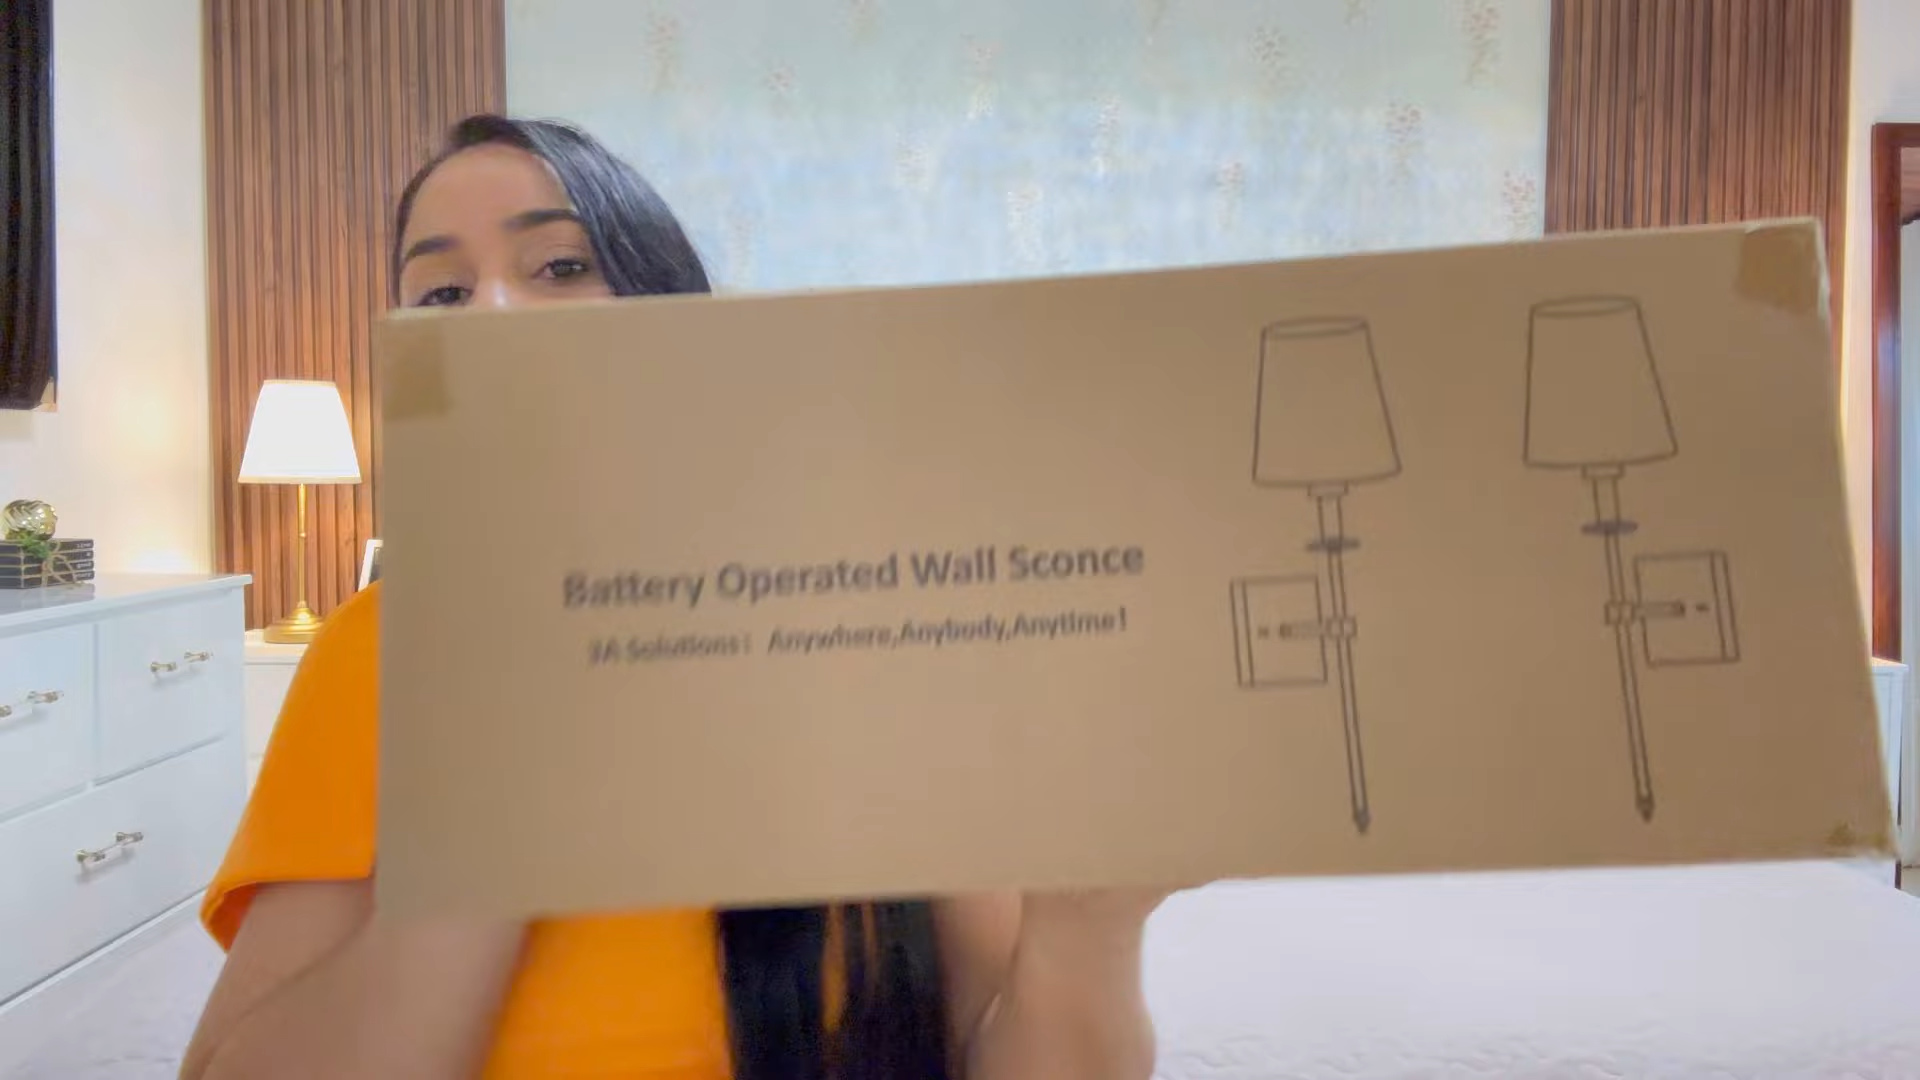 Battery Operated Wall Sconce
3A Solutions: Anywhere,Anybody,Anytime!